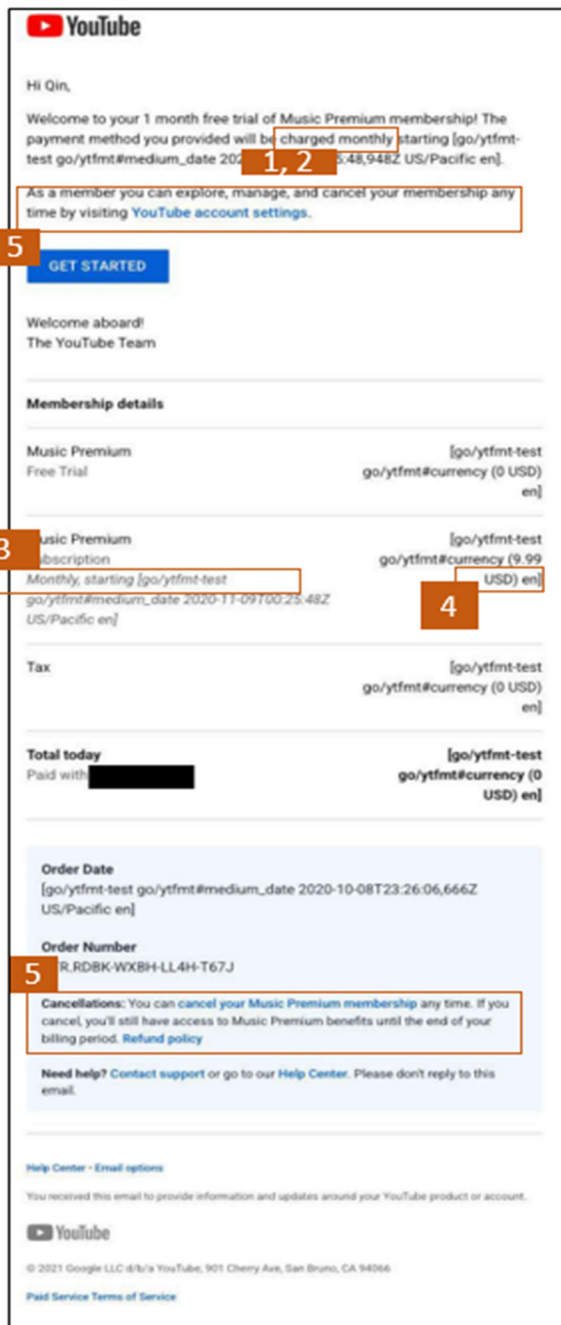 YouTube
Hi Qin,
Welcome to your 1 month free trial of Music Premium membership! The
payment method you provided will be charged monthly starting [go/ytfmt-
test go/ytfmt#medium_date 202 5:48,948Z US/Pacific en].
1, 2
As a member you can explore, manage, and cancel your membership any
time by visiting YouTube account settings.
5
GET STARTED
Welcome aboard!
The YouTube Team
Membership details
Music Premium [go/ytfmt-test
Free Trial go/ytfmt#currency (0 USD)
en]
3
usic Premium [go/ytfmt-test
ubscription go/ytfmt#currency (9.99
Monthly, starting [go/ytfmt-test USD) en]
go/ytfmt#medium_date 2020-11-09T00:25:48Z
US/Pacific en]
4
Tax [go/ytfmt-test
go/ytfmt#currency (0 USD)
en]
Total today [go/ytfmt-test
Paid with go/ytfmt#currency (0
USD) en]
Order Date
[go/ytfmt-test go/ytfmt#medium_date 2020-10-08T23:26:06,666Z
US/Pacific en]
Order Number
5
R.RDBK-WXBH-LL4H-T67J
Cancellations: You can cancel your Music Premium membership any time. If you
cancel, you'll still have access to Music Premium benefits until the end of your
billing period. Refund policy
Need help? Contact support or go to our Help Center. Please don't reply to this
email.
Help Center - Email options
You received this email to provide information and updates around your YouTube product or account.
YouTube
© 2021 Google LLC d/b/a YouTube, 901 Cherry Ave, San Bruno, CA 94066
Paid Service Terms of Service